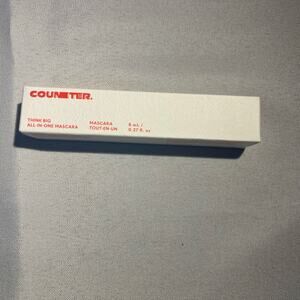 COUNTER.
THINK BIG
ALL-IN-ONE MASCARA
MASCARA
TOUT-EN-UN
8 mL /
0.27 fl. oz